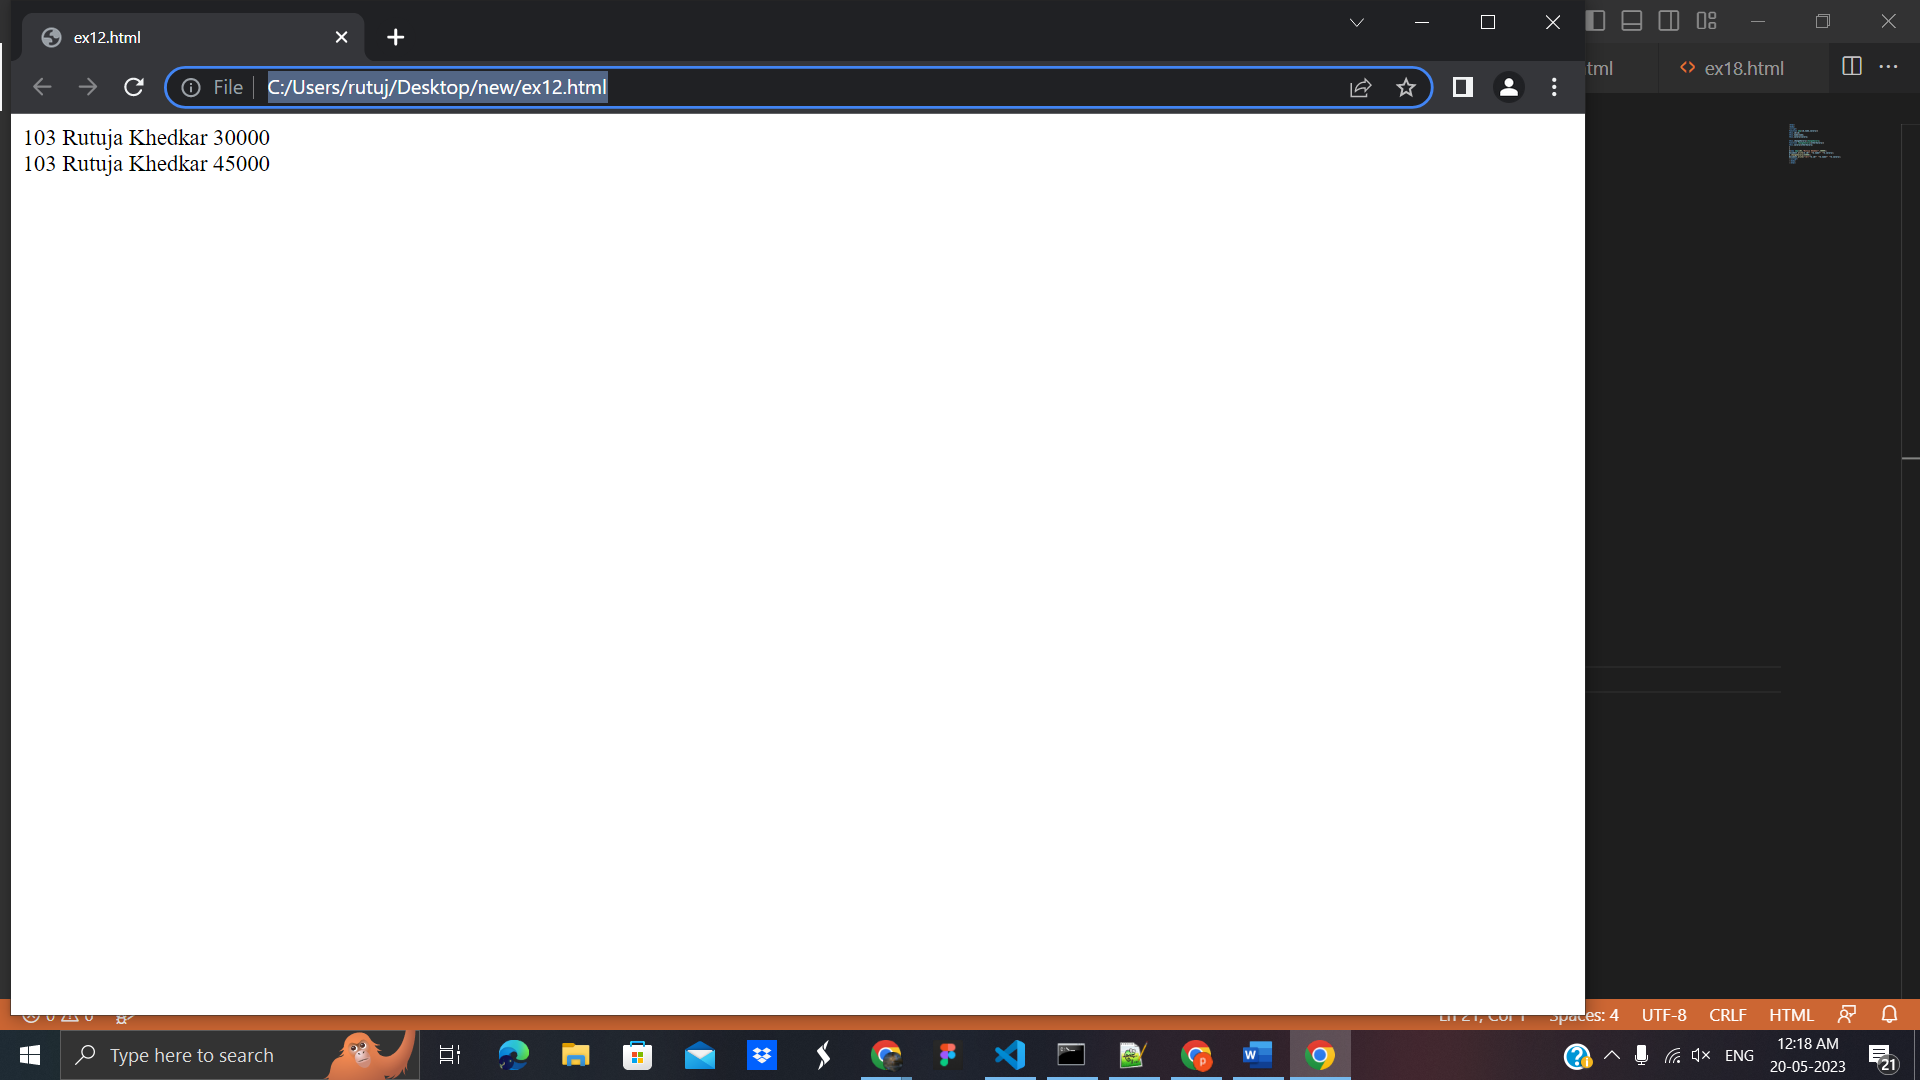 ex12.html
File C:/Users/rutuj/Desktop/new/ex12.html
tml
ex18.html
103 Rutuja Khedkar 30000
103 Rutuja Khedkar 45000
Spaces: 4 UTF-8 CRLF HTML
Type here to search
ENG
12:18 AM
20-05-2023
21